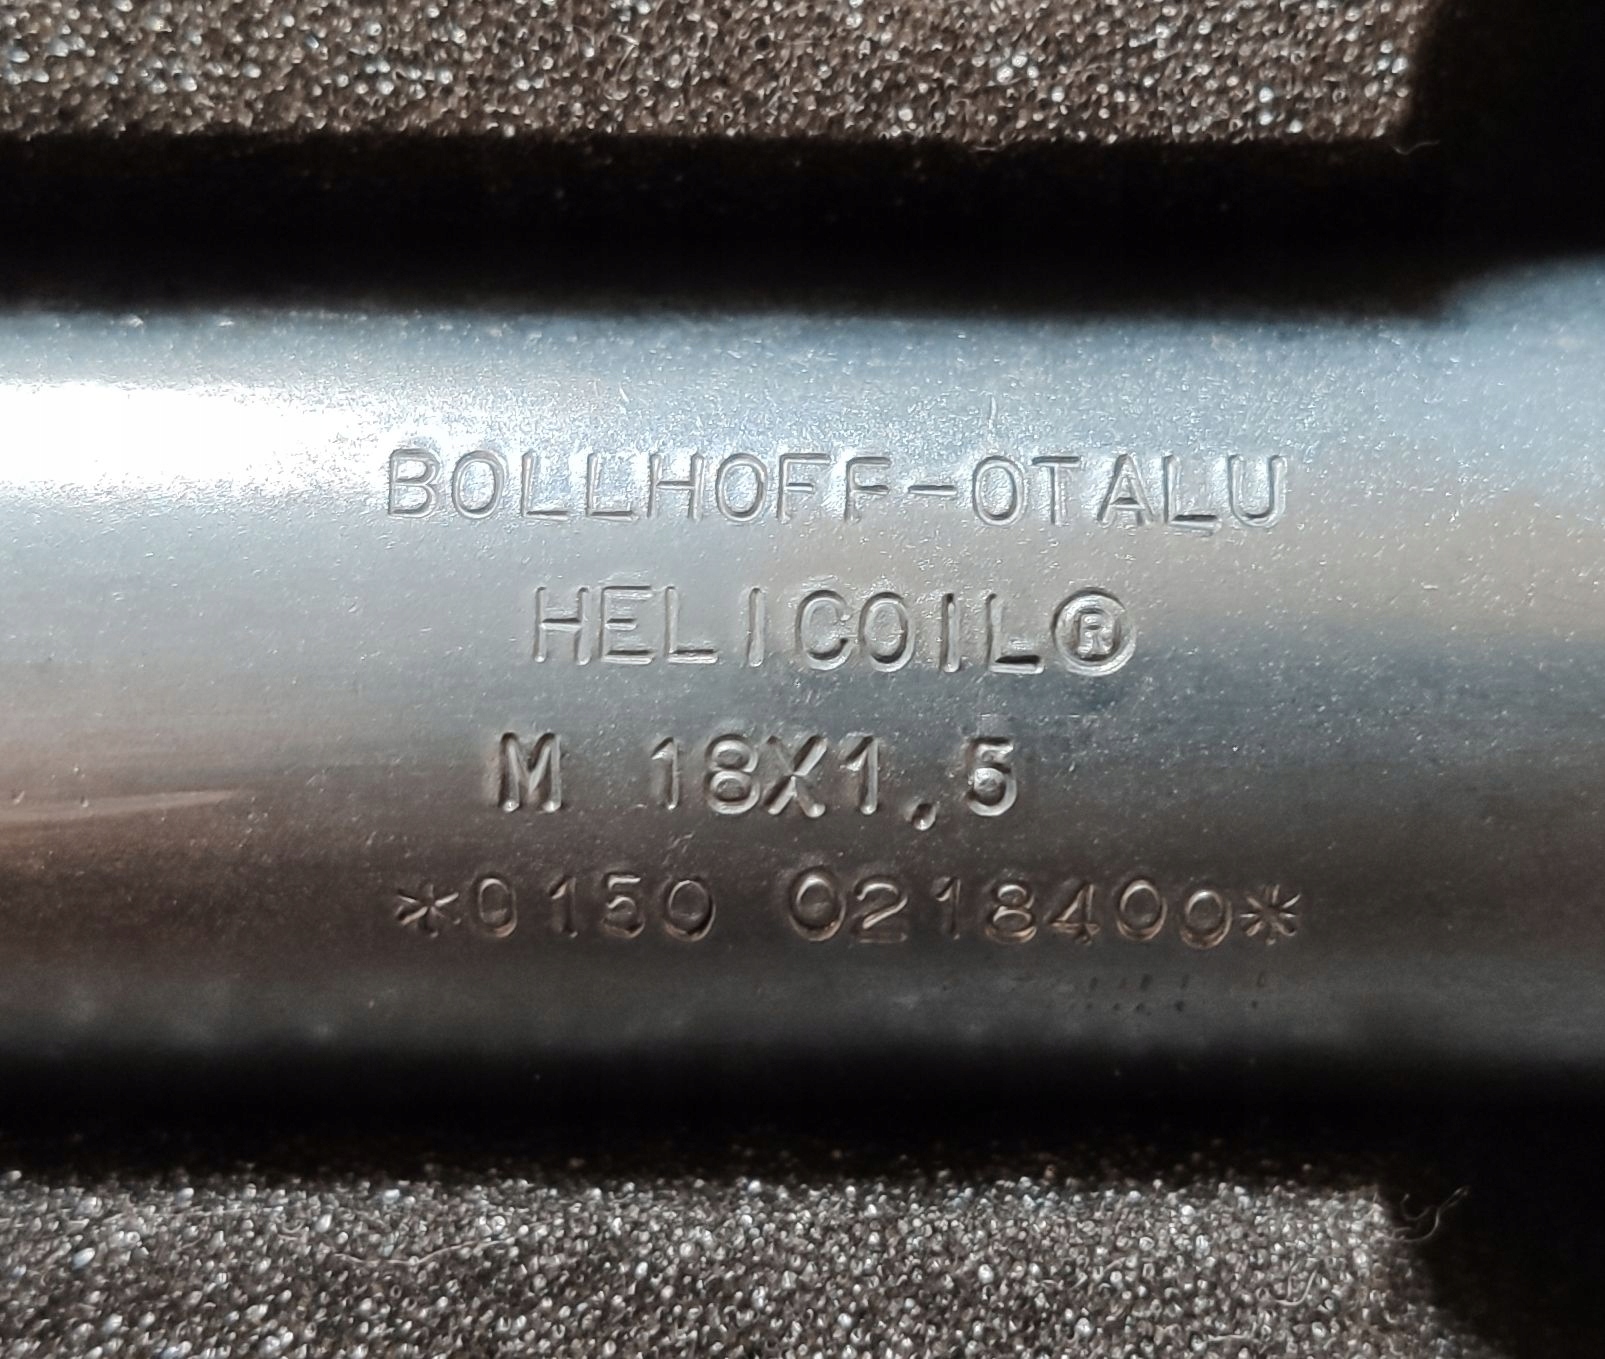 BOLLHOFF-OTALU
HELICOIL®
M 18X1,5
*0150 0218400*